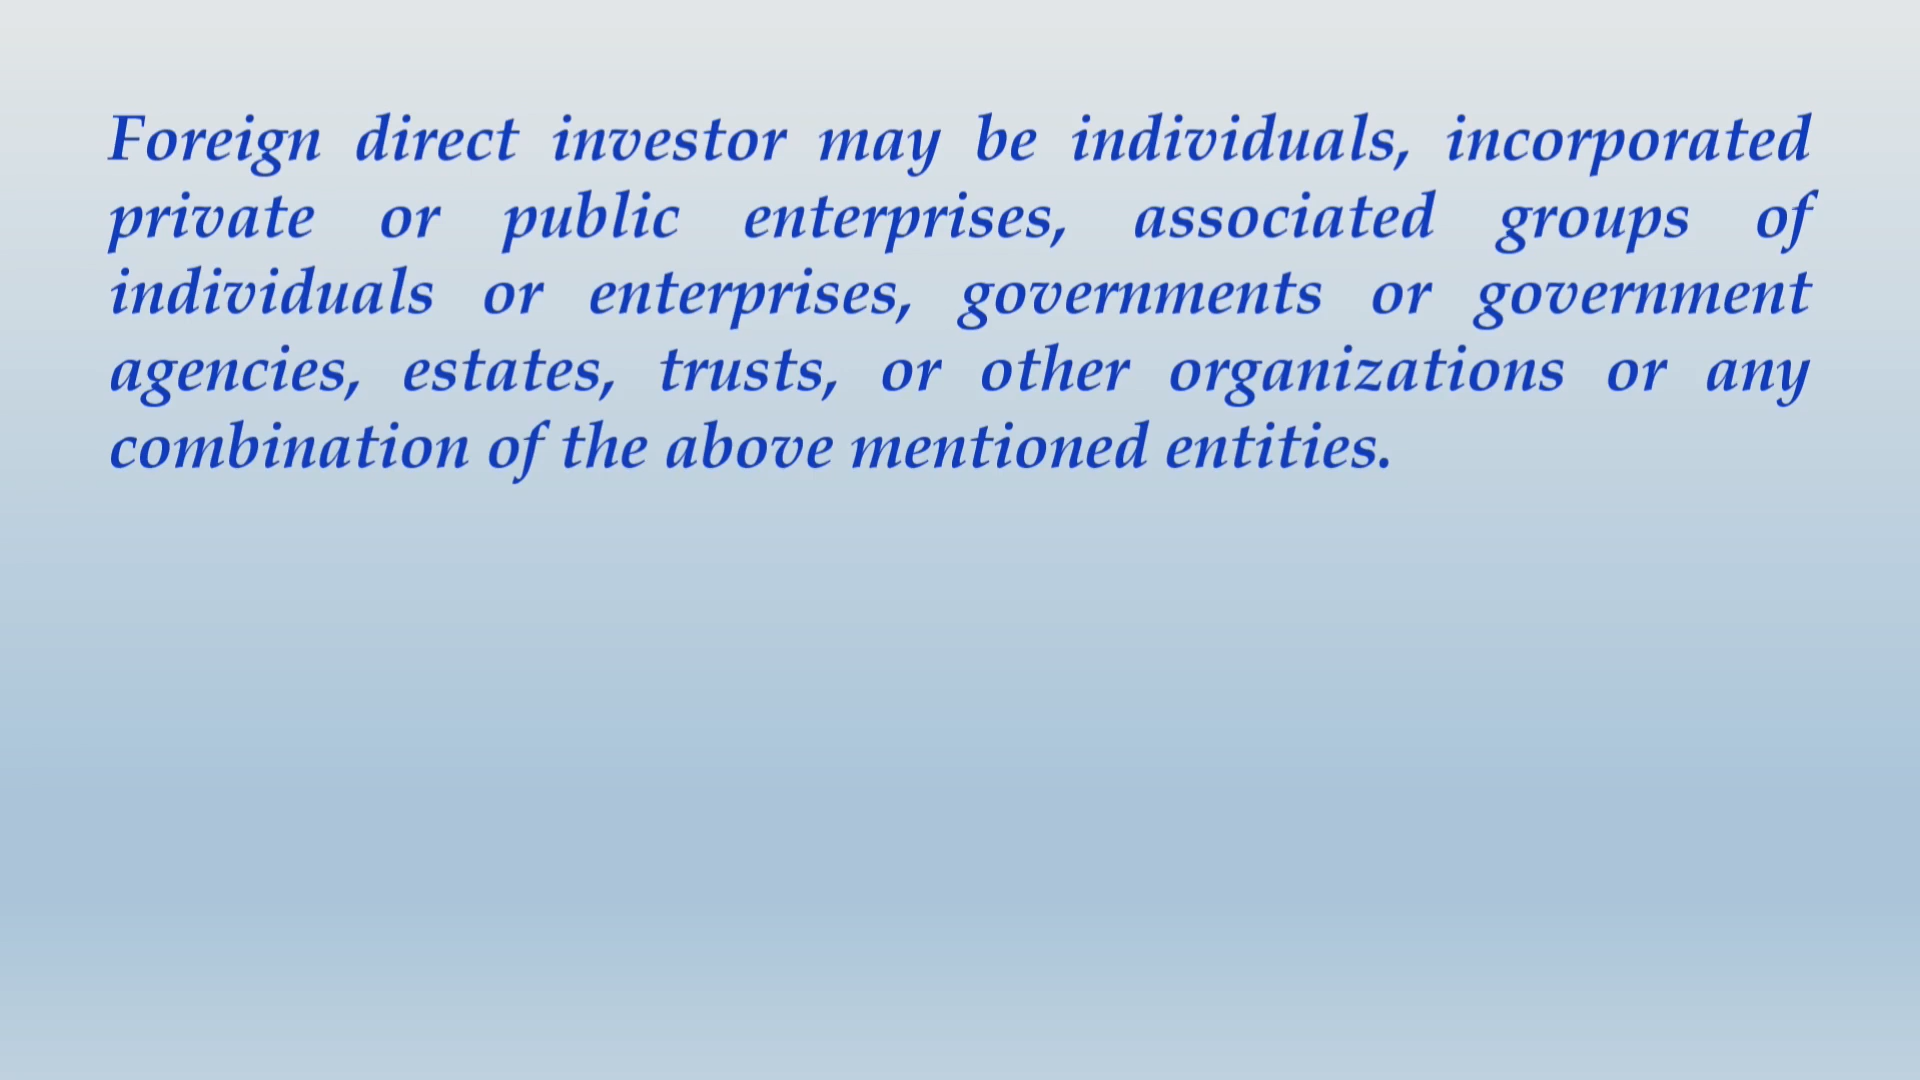 Foreign direct investor may be individuals, incorporated
private or public enterprises, associated groups of
individuals or enterprises, governments or government
agencies, estates, trusts, or other organizations or any
combination of the above mentioned entities.